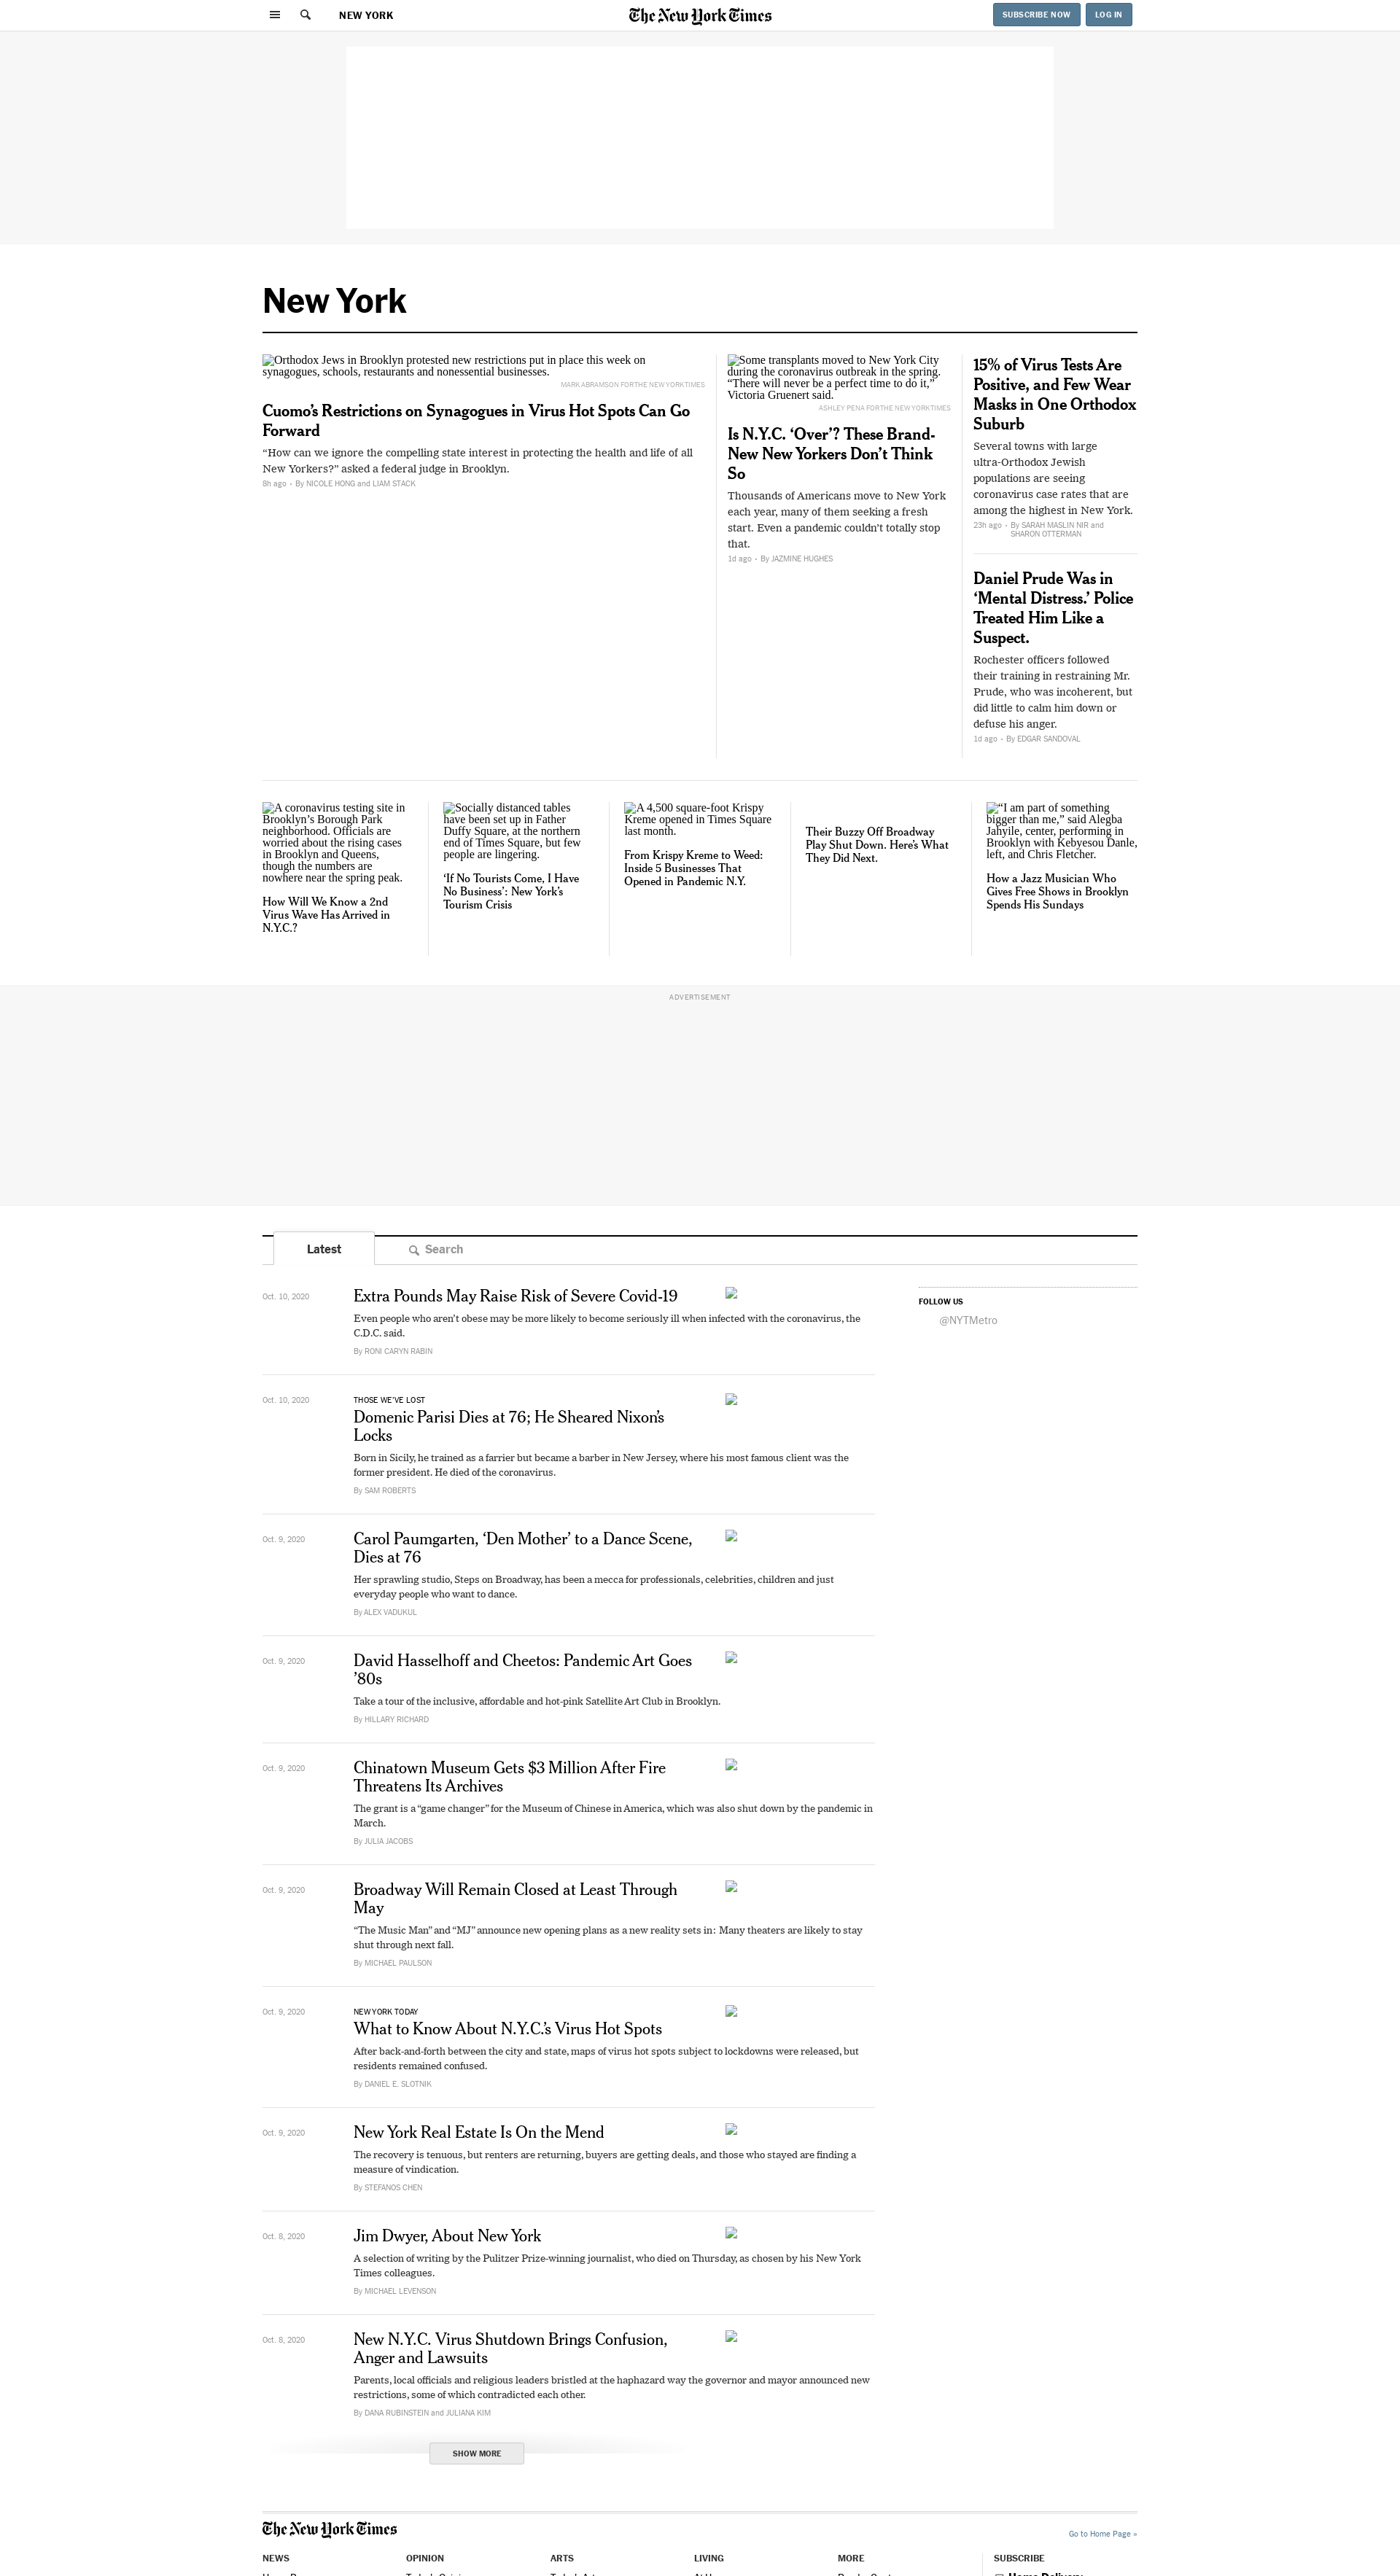 NEW YORK
The New York Times
SUBSCRIBE NOW
LOG IN
New York
Orthodox Jews in Brooklyn protested new restrictions put in place this week on
synagogues, schools, restaurants and nonessential businesses.
MARK ABRAMSON FOR THE NEW YORK TIMES
Cuomo’s Restrictions on Synagogues in Virus Hot Spots Can Go
Forward
“How can we ignore the compelling state interest in protecting the health and life of all
New Yorkers?” asked a federal judge in Brooklyn.
8h ago • By NICOLE HONG and LIAM STACK
Some transplants moved to New York City
during the coronavirus outbreak in the spring.
“There will never be a perfect time to do it,”
Victoria Gruenert said.
ASHLEY PENA FOR THE NEW YORK TIMES
Is N.Y.C. ‘Over’? These Brand-
New New Yorkers Don’t Think
So
Thousands of Americans move to New York
each year, many of them seeking a fresh
start. Even a pandemic couldn't totally stop
that.
1d ago • By JAZMINE HUGHES
15% of Virus Tests Are
Positive, and Few Wear
Masks in One Orthodox
Suburb
Several towns with large
ultra-Orthodox Jewish
populations are seeing
coronavirus case rates that are
among the highest in New York.
23h ago • By SARAH MASLIN NIR and
SHARON OTTERMAN
Daniel Prude Was in
‘Mental Distress.’ Police
Treated Him Like a
Suspect.
Rochester officers followed
their training in restraining Mr.
Prude, who was incoherent, but
did little to calm him down or
defuse his anger.
1d ago • By EDGAR SANDOVAL
A coronavirus testing site in
Brooklyn’s Borough Park
neighborhood. Officials are
worried about the rising cases
in Brooklyn and Queens,
though the numbers are
nowhere near the spring peak.
How Will We Know a 2nd
Virus Wave Has Arrived in
N.Y.C.?
Socially distanced tables
have been set up in Father
Duffy Square, at the northern
end of Times Square, but few
people are lingering.
‘If No Tourists Come, I Have
No Business’: New York’s
Tourism Crisis
A 4,500 square-foot Krispy
Kreme opened in Times Square
last month.
From Krispy Kreme to Weed:
Inside 5 Businesses That
Opened in Pandemic N.Y.
Their Buzzy Off Broadway
Play Shut Down. Here’s What
They Did Next.
“I am part of something
bigger than me,” said Alegba
Jahyile, center, performing in
Brooklyn with Kebyesou Dale,
left, and Chris Fletcher.
How a Jazz Musician Who
Gives Free Shows in Brooklyn
Spends His Sundays
ADVERTISEMENT
Latest
Search
Oct. 10, 2020
Extra Pounds May Raise Risk of Severe Covid-19
Even people who aren't obese may be more likely to become seriously ill when infected with the coronavirus, the
C.D.C. said.
By RONI CARYN RABIN
FOLLOW US
@NYTMetro
Oct. 10, 2020
THOSE WE’VE LOST
Domenic Parisi Dies at 76; He Sheared Nixon’s
Locks
Born in Sicily, he trained as a farrier but became a barber in New Jersey, where his most famous client was the
former president. He died of the coronavirus.
By SAM ROBERTS
Oct. 9, 2020
Carol Paumgarten, ‘Den Mother’ to a Dance Scene,
Dies at 76
Her sprawling studio, Steps on Broadway, has been a mecca for professionals, celebrities, children and just
everyday people who want to dance.
By ALEX VADUKUL
Oct. 9, 2020
David Hasselhoff and Cheetos: Pandemic Art Goes
’80s
Take a tour of the inclusive, affordable and hot-pink Satellite Art Club in Brooklyn.
By HILLARY RICHARD
Oct. 9, 2020
Chinatown Museum Gets $3 Million After Fire
Threatens Its Archives
The grant is a “game changer” for the Museum of Chinese in America, which was also shut down by the pandemic in
March.
By JULIA JACOBS
Oct. 9, 2020
Broadway Will Remain Closed at Least Through
May
“The Music Man” and “MJ” announce new opening plans as a new reality sets in: Many theaters are likely to stay
shut through next fall.
By MICHAEL PAULSON
Oct. 9, 2020
NEW YORK TODAY
What to Know About N.Y.C.’s Virus Hot Spots
After back-and-forth between the city and state, maps of virus hot spots subject to lockdowns were released, but
residents remained confused.
By DANIEL E. SLOTNIK
Oct. 9, 2020
New York Real Estate Is On the Mend
The recovery is tenuous, but renters are returning, buyers are getting deals, and those who stayed are finding a
measure of vindication.
By STEFANOS CHEN
Oct. 8, 2020
Jim Dwyer, About New York
A selection of writing by the Pulitzer Prize-winning journalist, who died on Thursday, as chosen by his New York
Times colleagues.
By MICHAEL LEVENSON
Oct. 8, 2020
New N.Y.C. Virus Shutdown Brings Confusion,
Anger and Lawsuits
Parents, local officials and religious leaders bristled at the haphazard way the governor and mayor announced new
restrictions, some of which contradicted each other.
By DANA RUBINSTEIN and JULIANA KIM
SHOW MORE
The New York Times
Go to Home Page »
NEWS
OPINION
ARTS
LIVING
MORE
SUBSCRIBE